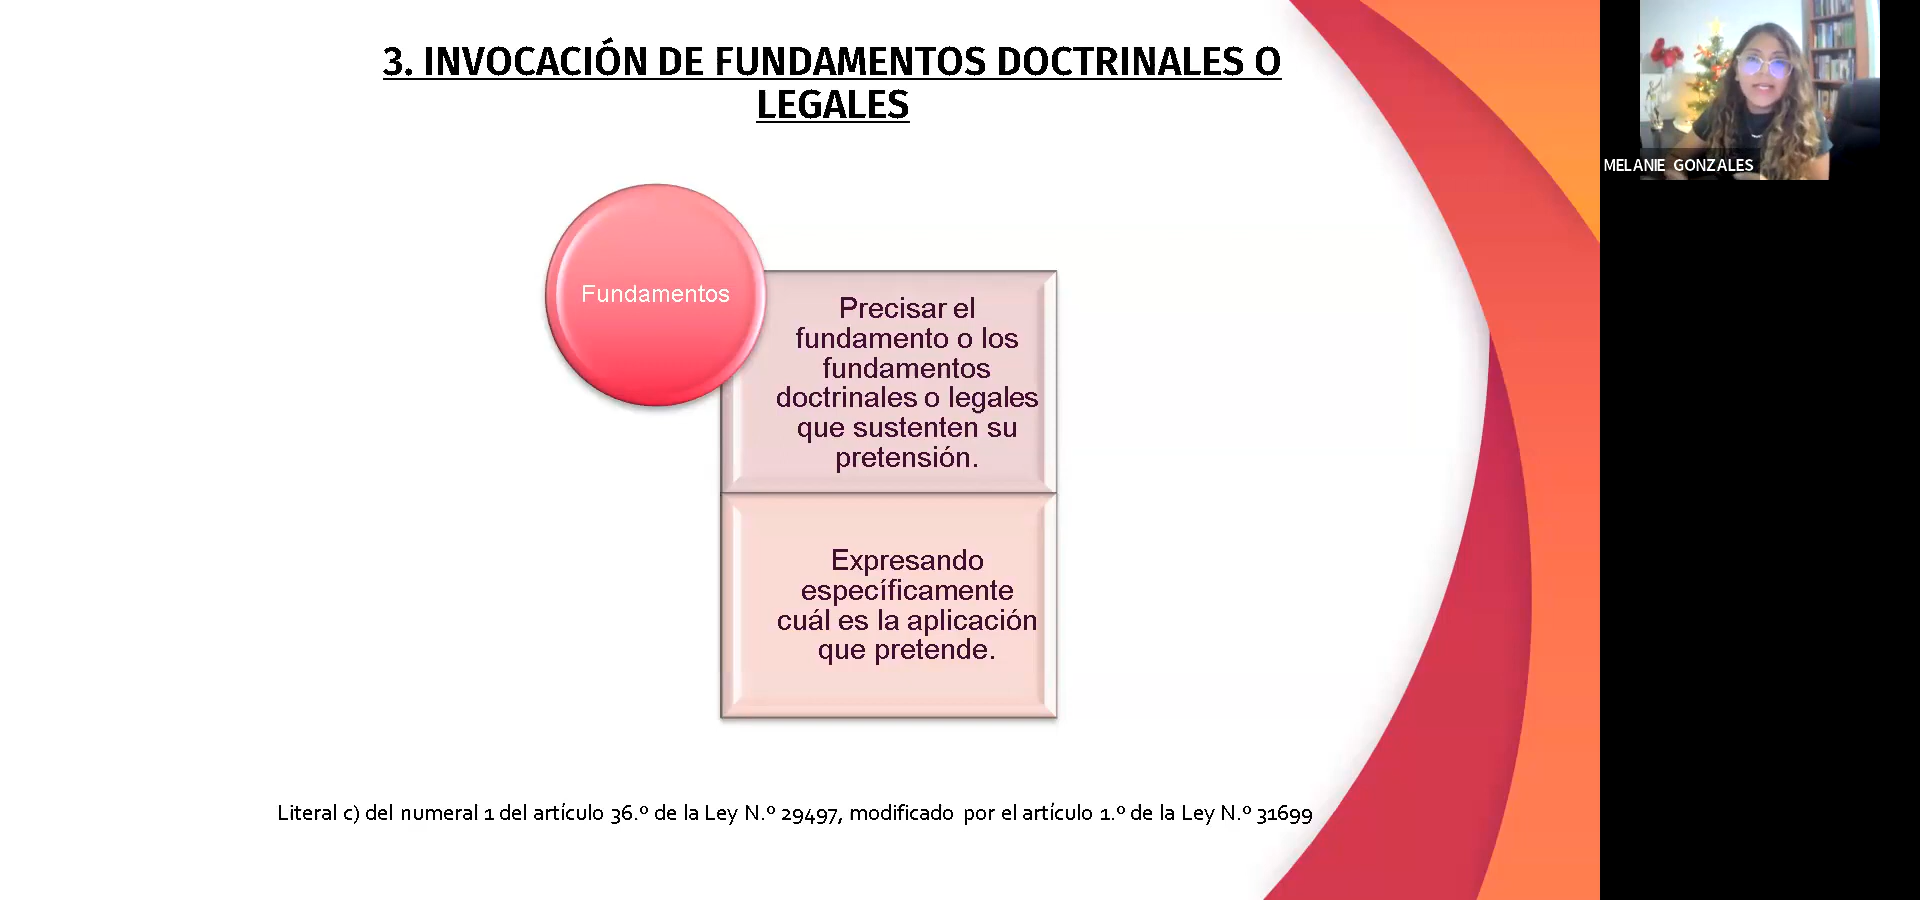 3. INVOCACIÓN DE FUNDAMENTOS DOCTRINALES O
LEGALES
Fundamentos
Precisar el
fundamento o los
fundamentos
doctrinales o legales
que sustenten su
pretensión.
Expresando
específicamente
cuál es la aplicación
que pretende.
Literal c) del numeral 1 del artículo 36.º de la Ley N.º 29497, modificado por el artículo 1.º de la Ley N.º 31699
MELANIE GONZALES